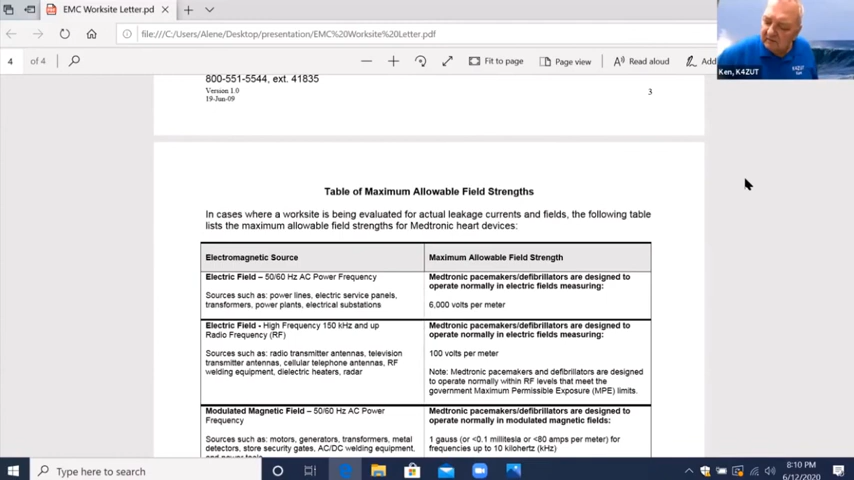 EMC Worksite Letter.pd
file:///C:/Users/Alene/Desktop/presentation/EMC%20Worksite%20Letter.pdf
4 of 4
Fit to page
Page view
Read aloud
Add
Ken, K4ZUT
K4ZUT
800-551-5544, ext. 41835
Version 1.0
19-Jun-09
3
Table of Maximum Allowable Field Strengths
In cases where a worksite is being evaluated for actual leakage currents and fields, the following table
lists the maximum allowable field strengths for Medtronic heart devices:
Electromagnetic Source
Maximum Allowable Field Strength
Electric Field – 50/60 Hz AC Power Frequency
Sources such as: power lines, electric service panels,
transformers, power plants, electrical substations
Medtronic pacemakers/defibrillators are designed to
operate normally in electric fields measuring:
6,000 volts per meter
Electric Field - High Frequency 150 kHz and up
Radio Frequency (RF)
Sources such as: radio transmitter antennas, television
transmitter antennas, cellular telephone antennas, RF
welding equipment, dielectric heaters, radar
Medtronic pacemakers/defibrillators are designed to
operate normally in electric fields measuring:
100 volts per meter
Note: Medtronic pacemakers and defibrillators are designed
to operate normally within RF levels that meet the
government Maximum Permissible Exposure (MPE) limits.
Modulated Magnetic Field – 50/60 Hz AC Power
Frequency
Sources such as: motors, generators, transformers, metal
detectors, store security gates, AC/DC welding equipment,
Medtronic pacemakers/defibrillators are designed to
operate normally in modulated magnetic fields:
1 gauss (or <0.1 millitesla or <80 amps per meter) for
frequencies up to 10 kilohertz (kHz)
Type here to search
8:10 PM
6/12/2020